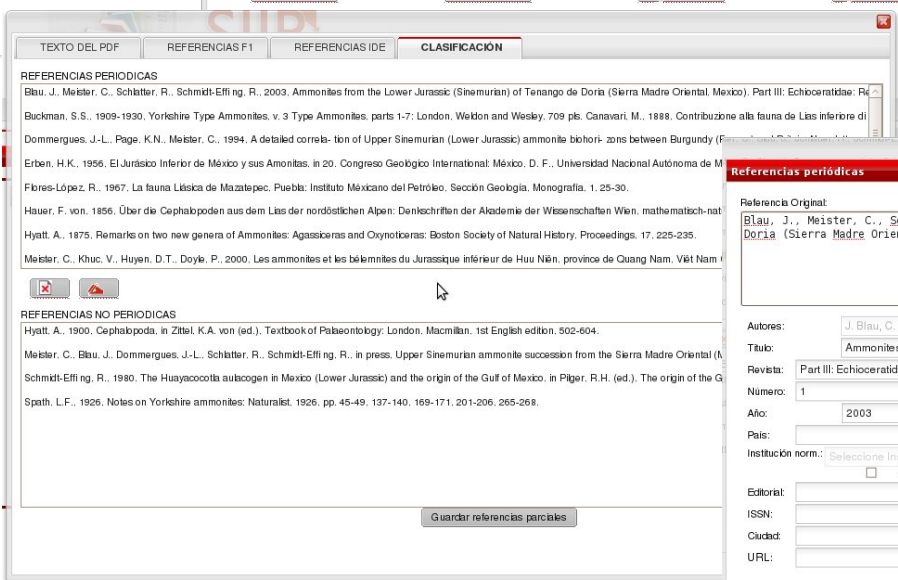 TEXTO DEL PDF
REFERENCIAS F1
REFERENCIAS IDE
CLASIFICACIÓN
REFERENCIAS PERIODICAS
Blau, J., Meister, C., Schlatter, R., Schmidt-Effi ng, R., 2003, Ammonites from the Lower Jurassic (Sinemurian) of Tenango de Doria (Sierra Madre Oriental, Mexico). Part III: Echioceratidae: Re
Buckman, S.S., 1909-1930, Yorkshire Type Ammonites, v. 3 Type Ammonites, parts 1-7: London, Weldon and Wesley, 709 pls. Canavari, M., 1888, Contribuzione alla fauna de Lias inferiore di
Dommergues, J.-L., Page, K.N., Meister, C., 1994, A detailed correla- tion of Upper Sinemurian (Lower Jurassic) ammonite biohori- zons between Burgundy
Erben, H.K., 1956, El Jurásico Inferior de México y sus Amonitas, in 20, Congreso Geológico International: México, D. F., Universidad Nacional Autónoma de M
Flores-López, R., 1967, La fauna Liásica de Mazatepec, Puebla: Instituto Méxicano del Petróleo, Sección Geología, Monografía, 1, 25-30.
Hauer, F. von, 1856, Über die Cephalopoden aus dem Lias der nordöstlichen Alpen: Denkschriften der Akademie der Wissenschaften Wien, mathematisch-nat
Hyatt, A., 1875, Remarks on two new genera of Ammonites: Agassiceras and Oxynoticeras: Boston Society of Natural History, Proceedings, 17, 225-235.
Meister, C., Khuc, V., Huyen, D.T., Doyle, P., 2000, Les ammonites et les bélemnites du Jurassique inférieur de Huu Niên, province de Quang Nam, Viêt Nam
REFERENCIAS NO PERIODICAS
Hyatt, A., 1900, Cephalopoda, in Zittel, K.A. von (ed.), Textbook of Palaeontology: London, Macmillan, 1st English edition, 502-604.
Meister, C., Blau, J., Dommergues, J.-L., Schlatter, R., Schmidt-Effi ng, R., in press, Upper Sinemurian ammonite succession from the Sierra Madre Oriental (M
Schmidt-Effi ng, R., 1980, The Huayacocotla aulacogen in Mexico (Lower Jurassic) and the origin of the Gulf of Mexico, in Pilger, R.H. (ed.), The origin of the G
Spath, L.F., 1926, Notes on Yorkshire ammonites: Naturalist, 1926, pp. 45-49, 137-140, 169-171, 201-206, 265-268.
Guardar referencias parciales
Referencias periódicas
Referencia Original:
Blau, J., Meister, C., Sc
Doria (Sierra Madre Orien
Autores: J. Blau, C.
Titulo: Ammonites
Revista: Part III: Echioceratid
Número: 1
Año: 2003
País:
Institución norm.: Seleccione In
Editorial:
ISSN:
Ciudad:
URL: